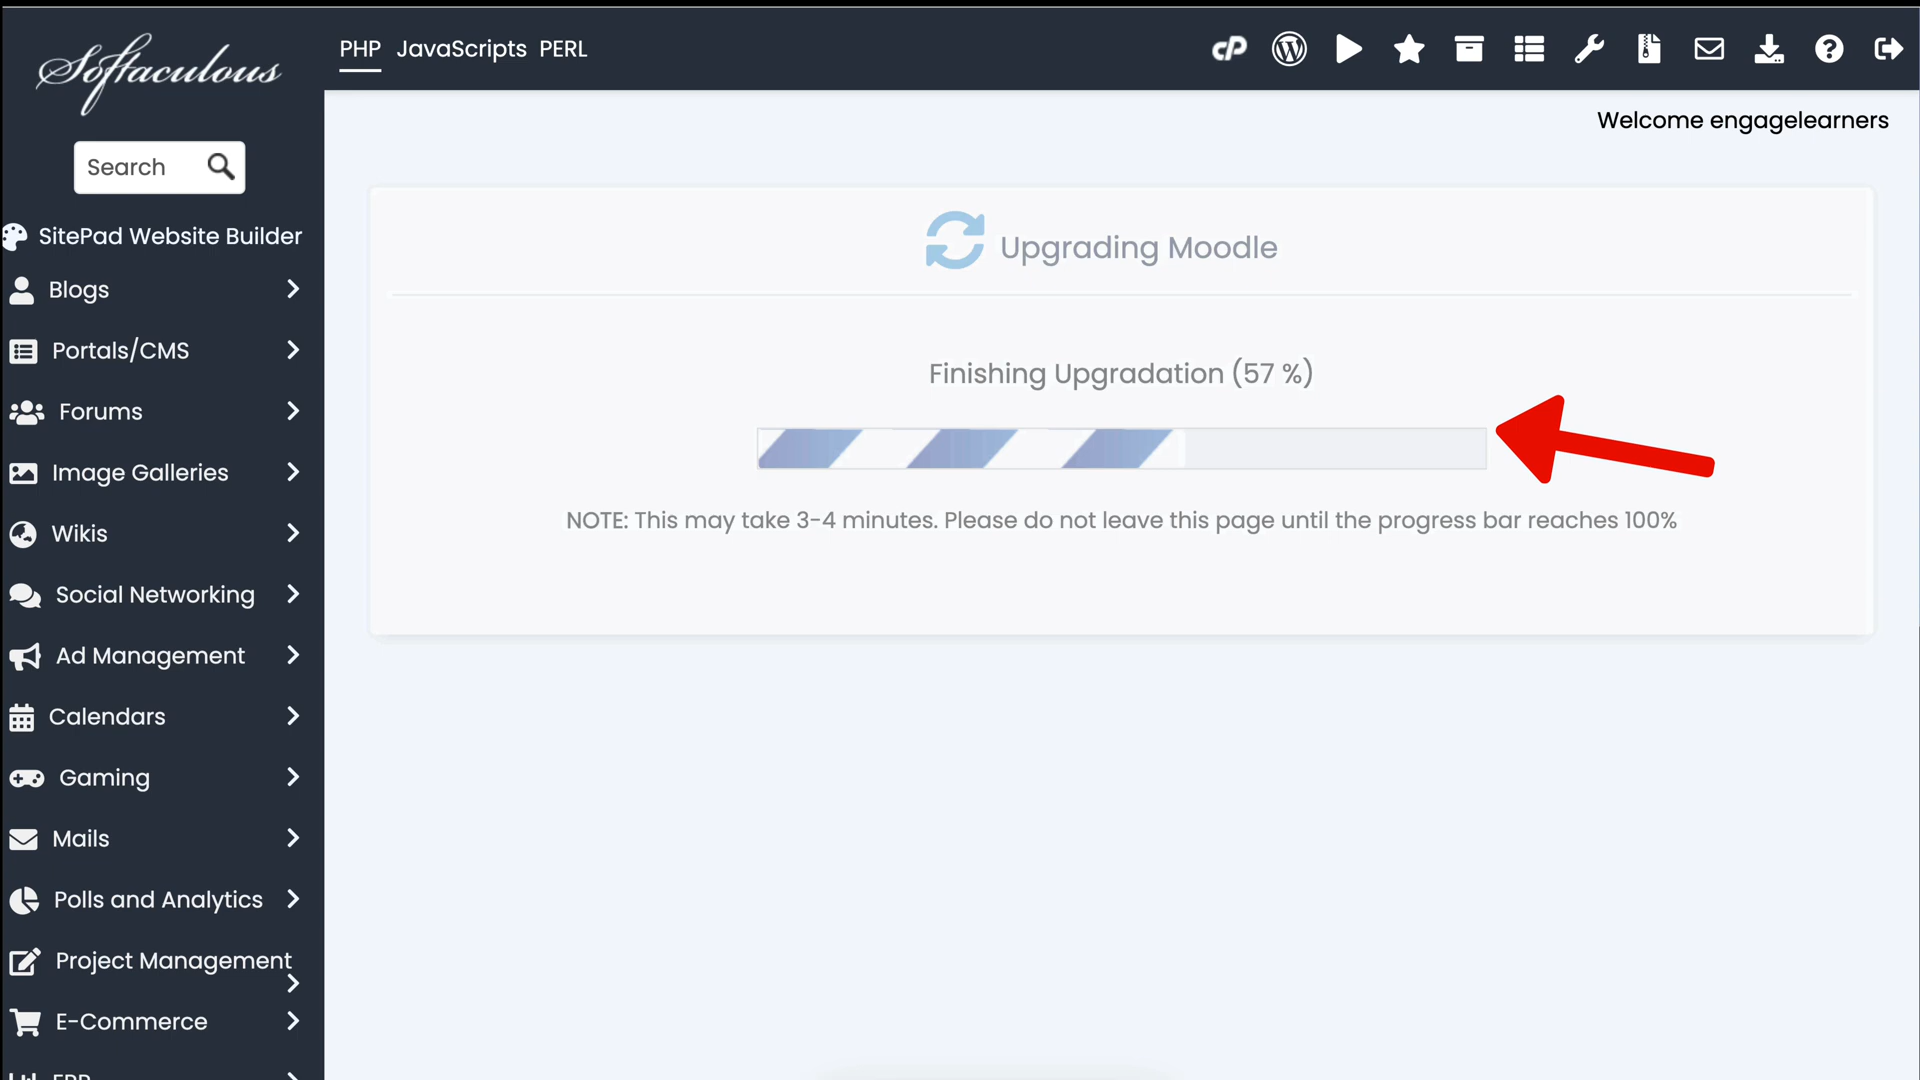 Softaculous
PHP JavaScripts PERL
cP
Welcome engagelearners
Search
SitePad Website Builder
Blogs
Portals/CMS
Forums
Image Galleries
Wikis
Social Networking
Ad Management
Calendars
Gaming
Mails
Polls and Analytics
Project Management
E-Commerce
Upgrading Moodle
Finishing Upgradation (57 %)
NOTE: This may take 3-4 minutes. Please do not leave this page until the progress bar reaches 100%